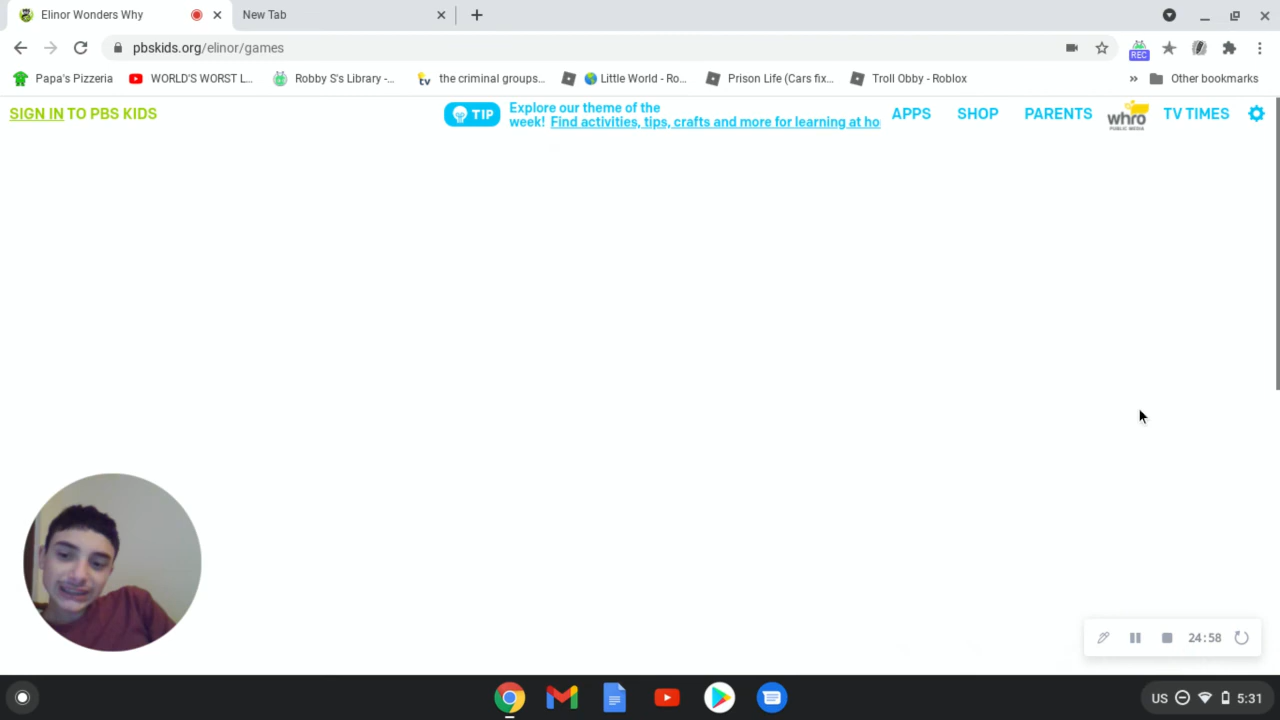 Elinor Wonders Why
New Tab
pbskids.org/elinor/games
REC
Papa's Pizzeria
WORLD'S WORST L...
Robby S's Library -...
tv
the criminal groups...
Little World - Ro...
Prison Life (Cars fix...
Troll Obby - Roblox
»
Other bookmarks
SIGN IN TO PBS KIDS
TIP
Explore our theme of the
week! Find activities, tips, crafts and more for learning at ho
APPS
SHOP
PARENTS
whro
PUBLIC MEDIA
TV TIMES
24:58
US
5:31